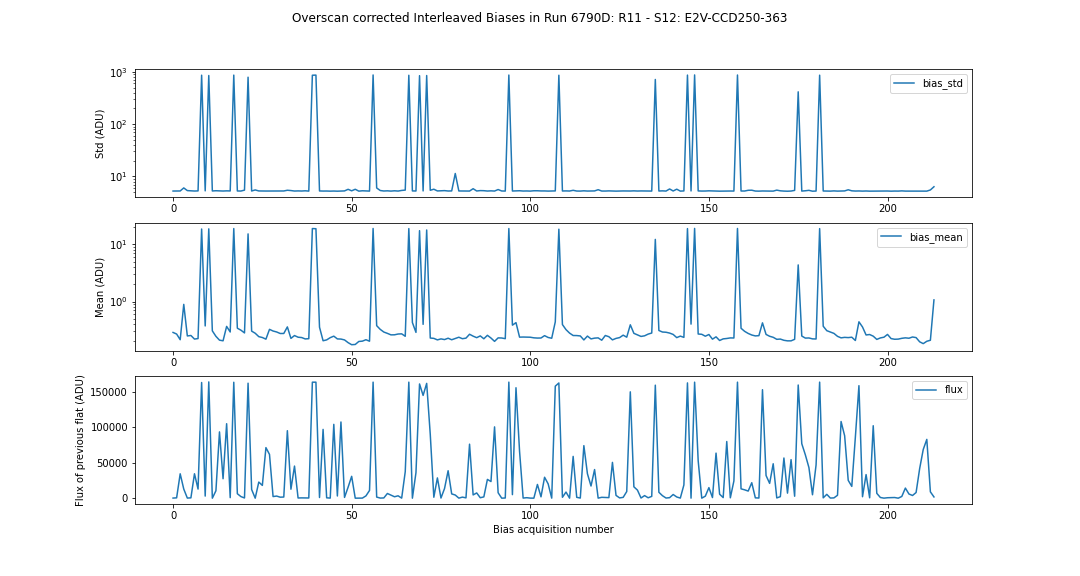 Overscan corrected Interleaved Biases in Run 6790D: R11 - S12: E2V-CCD250-363
10³
10²
10¹
Std (ADU)
bias_std
0 50 100 150 200
10¹
10⁰
Mean (ADU)
bias_mean
0 50 100 150 200
150000
100000
50000
0
Flux of previous flat (ADU)
flux
0 50 100 150 200
Bias acquisition number